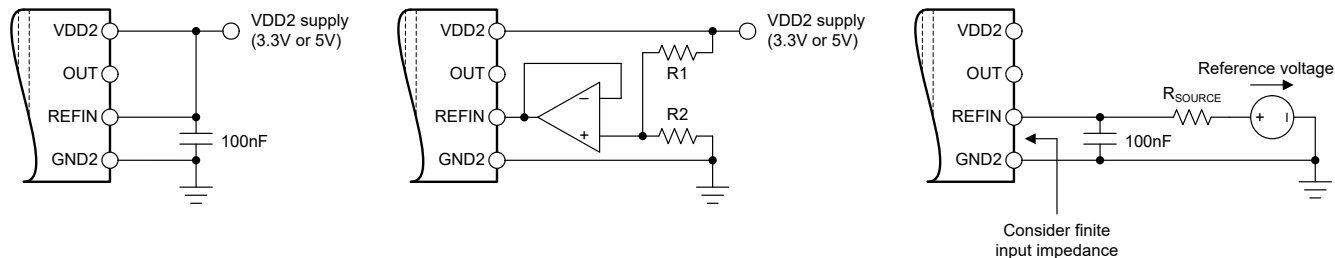 VDD2
OUT
REFIN
GND2
VDD2 supply
(3.3V or 5V)
100nF
VDD2
OUT
REFIN
GND2
−
+
R1
R2
VDD2 supply
(3.3V or 5V)
VDD2
OUT
REFIN
GND2
100nF
RSOURCE
Reference voltage
+
−
Consider finite
input impedance